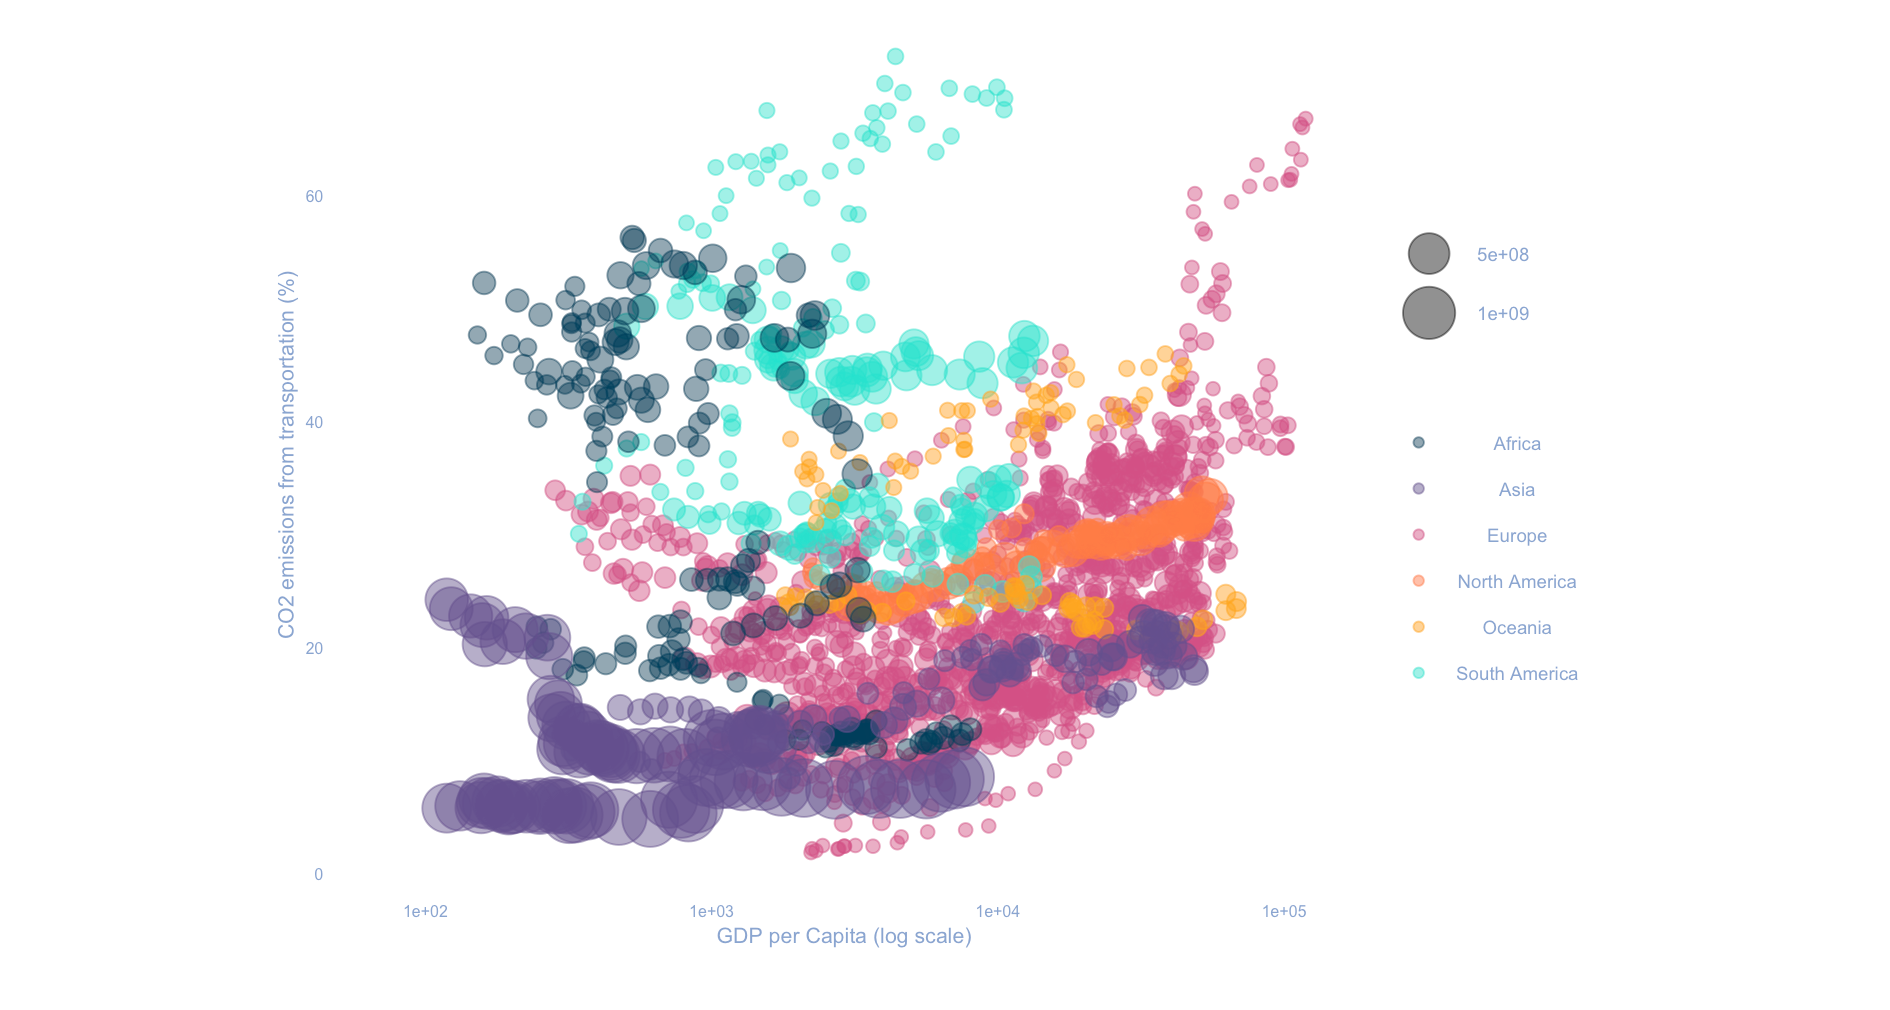 CO2 emissions from transportation (%)
60
40
20
0
1e+02
1e+03
1e+04
1e+05
GDP per Capita (log scale)
5e+08
1e+09
Africa
Asia
Europe
North America
Oceania
South America